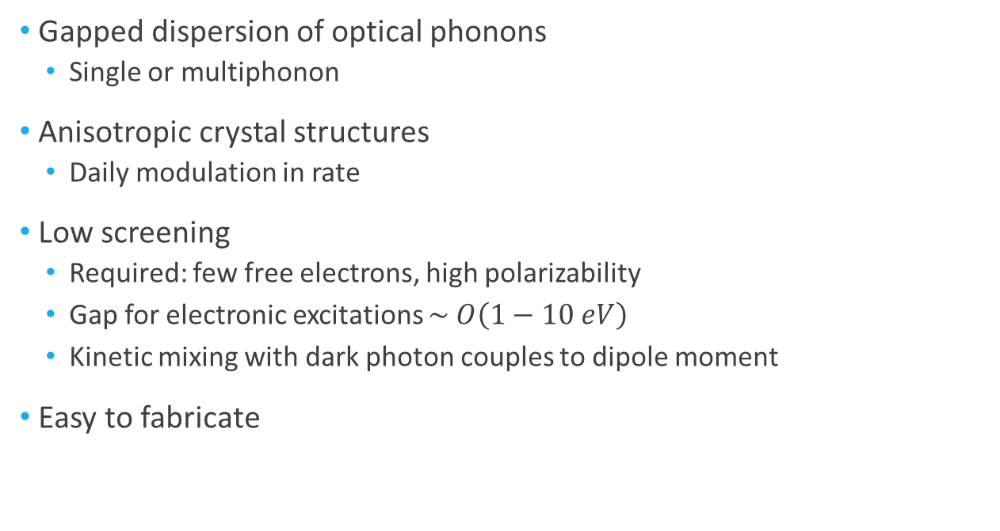 • Gapped dispersion of optical phonons
• Single or multiphonon
• Anisotropic crystal structures
• Daily modulation in rate
• Low screening
• Required: few free electrons, high polarizability
• Gap for electronic excitations ~ O(1 − 10 eV)
• Kinetic mixing with dark photon couples to dipole moment
• Easy to fabricate